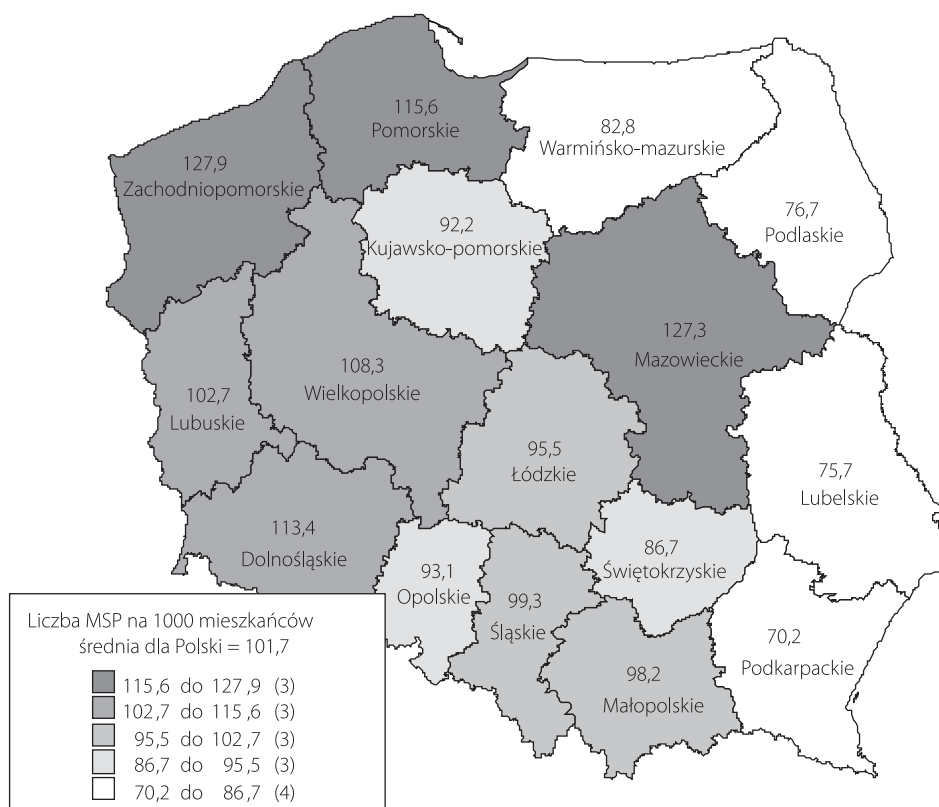 115,6
Pomorskie
82,8
Warmińsko-mazurskie
127,9
Zachodniopomorskie
76,7
Podlaskie
92,2
Kujawsko-pomorskie
127,3
Mazowieckie
108,3
Wielkopolskie
102,7
Lubuskie
95,5
Łódzkie
75,7
Lubelskie
113,4
Dolnośląskie
86,7
Świętokrzyskie
93,1
Opolskie
99,3
Śląskie
70,2
Podkarpackie
98,2
Małopolskie
Liczba MSP na 1000 mieszkańców
średnia dla Polski = 101,7
115,6 do 127,9 (3)
102,7 do 115,6 (3)
95,5 do 102,7 (3)
86,7 do 95,5 (3)
70,2 do 86,7 (4)